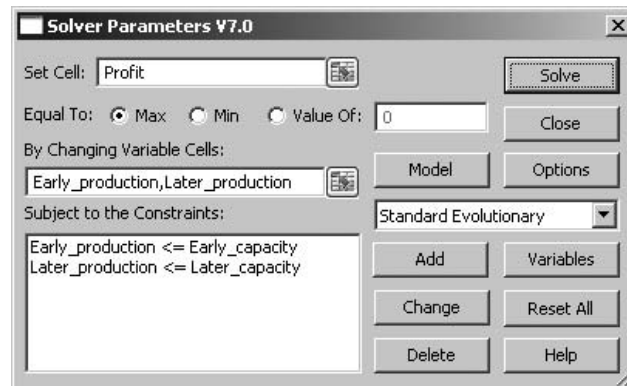 Solver Parameters V7.0
Set Cell: Profit
Solve
Equal To: Max Min Value Of: 0
Close
By Changing Variable Cells:
Early_production,Later_production
Model Options
Subject to the Constraints:
Standard Evolutionary
Early_production <= Early_capacity
Later_production <= Later_capacity
Add Variables
Change Reset All
Delete Help